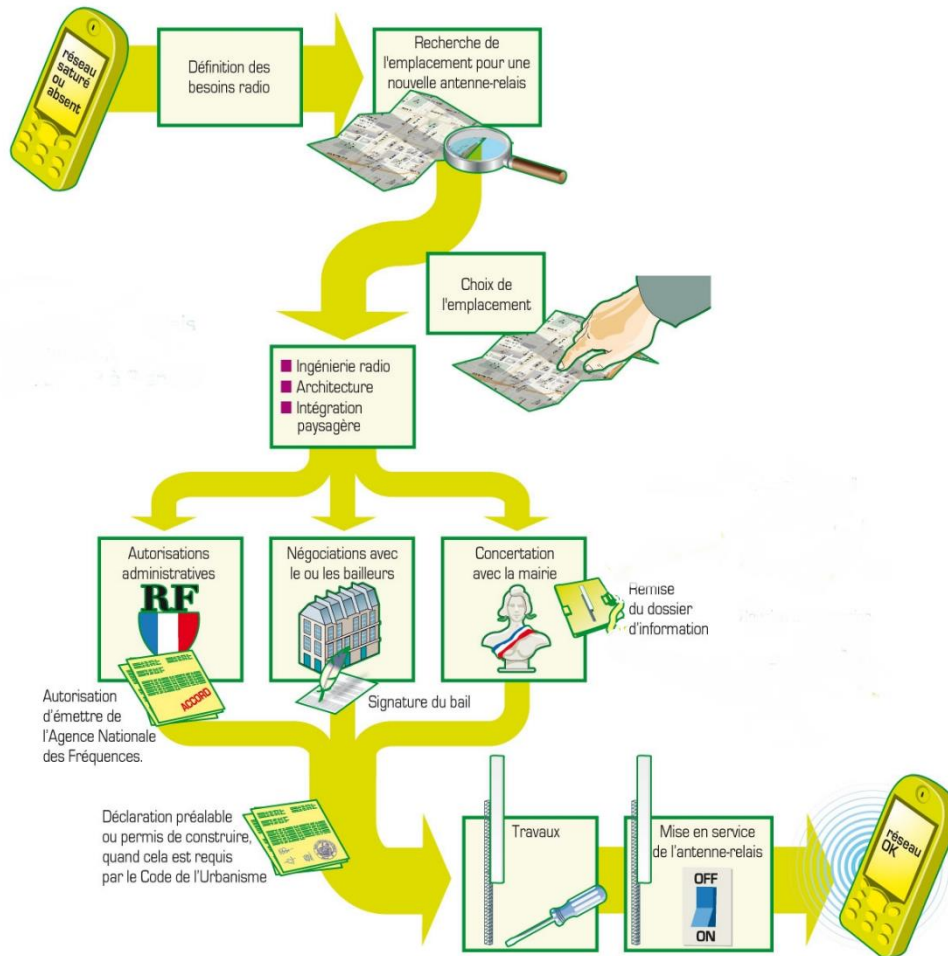 réseau
saturé
ou
absent
Définition des
besoins radio
Recherche de
l'emplacement pour une
nouvelle antenne-relais
Choix de
l'emplacement
Ingénierie radio
Architecture
Intégration
paysagère
Autorisations
administratives
RF
ACCORD
Autorisation
d'émettre de
l'Agence Nationale
des Fréquences.
Négociations avec
le ou les bailleurs
Signature du bail
Concertation
avec la mairie
Remise
du dossier
d'information
Déclaration préalable
ou permis de construire,
quand cela est requis
par le Code de l'Urbanisme
Travaux
Mise en service
de l'antenne-relais
OFF
ON
réseau
OK